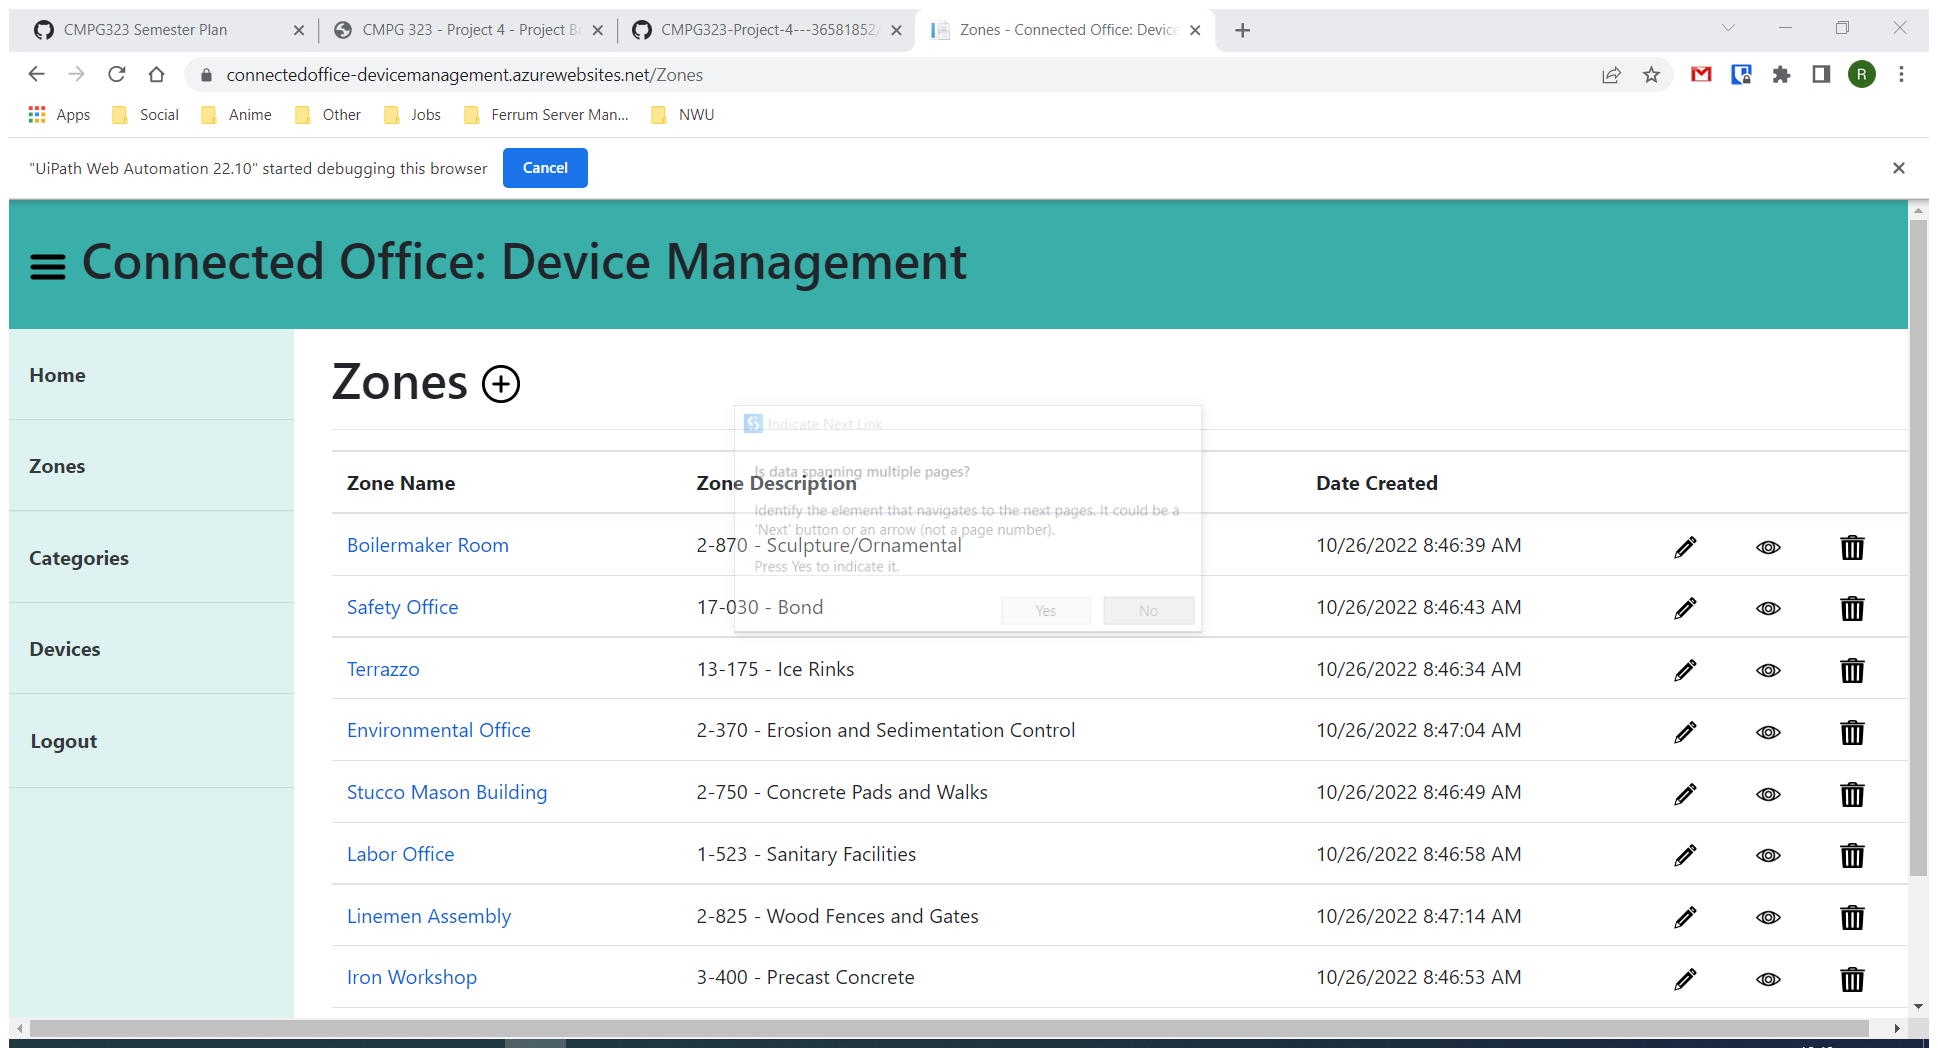 CMPG323 Semester Plan
CMPG 323 - Project 4 - Project B
CMPG323-Project-4---36581852/
Zones - Connected Office: Device
connectedoffice-devicemanagement.azurewebsites.net/Zones
R
Apps
Social
Anime
Other
Jobs
Ferrum Server Man...
NWU
"UiPath Web Automation 22.10" started debugging this browser
Cancel
Connected Office: Device Management
Home
Zones
Categories
Devices
Logout
Zones
Indicate Next Link
Is data spanning multiple pages?
Identify the element that navigates to the next pages. It could be a
'Next' button or an arrow (not a page number).
Press Yes to indicate it.
Yes
No
Zone Name Zone Description Date Created
Boilermaker Room 2-870 - Sculpture/Ornamental 10/26/2022 8:46:39 AM
Safety Office 17-030 - Bond 10/26/2022 8:46:43 AM
Terrazzo 13-175 - Ice Rinks 10/26/2022 8:46:34 AM
Environmental Office 2-370 - Erosion and Sedimentation Control 10/26/2022 8:47:04 AM
Stucco Mason Building 2-750 - Concrete Pads and Walks 10/26/2022 8:46:49 AM
Labor Office 1-523 - Sanitary Facilities 10/26/2022 8:46:58 AM
Linemen Assembly 2-825 - Wood Fences and Gates 10/26/2022 8:47:14 AM
Iron Workshop 3-400 - Precast Concrete 10/26/2022 8:46:53 AM